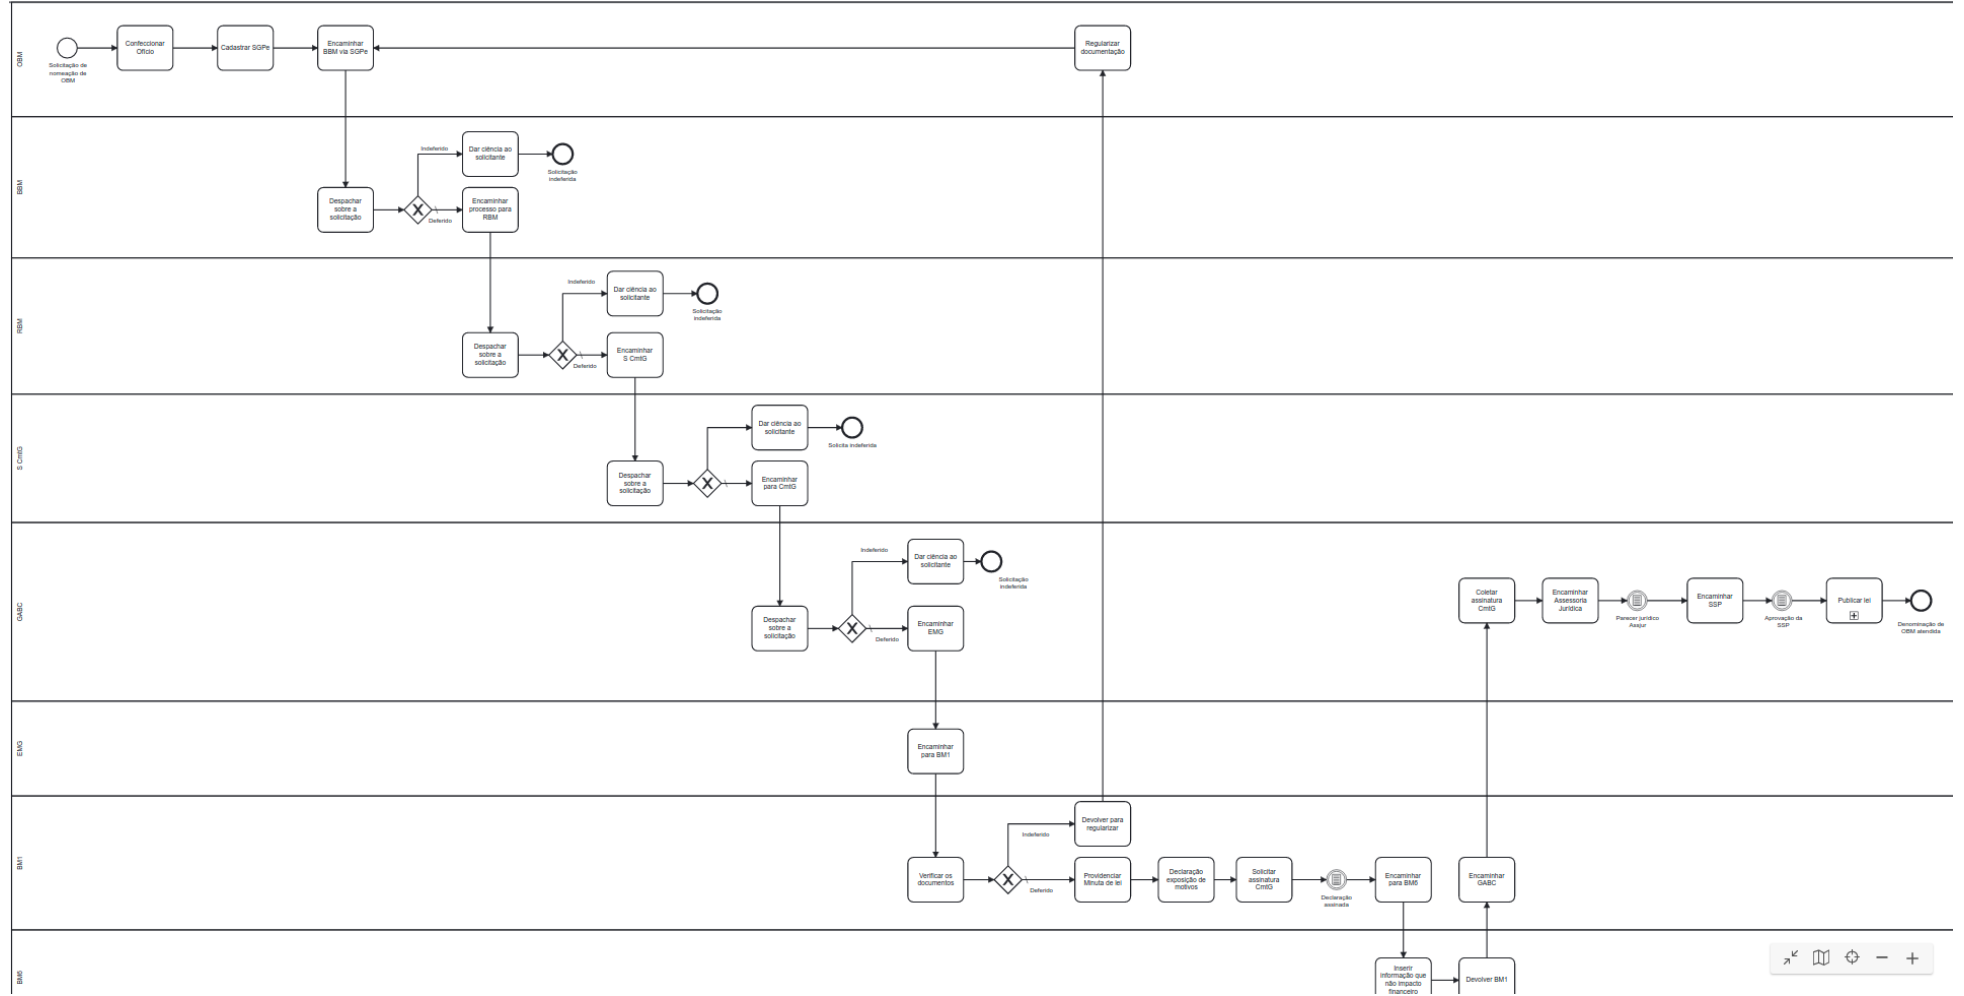 OBM
Solicitação de
nomeação de
OBM
Confeccionar
Ofício
Cadastrar SGPe
Encaminhar
BBM via SGPe
Regularizar
documentação
BBM
Despachar
sobre a
solicitação
Indeferido
Deferido
Dar ciência ao
solicitante
Solicitação
indeferida
Encaminhar
processo para
RBM
RBM
Despachar
sobre a
solicitação
Indeferido
Deferido
Dar ciência ao
solicitante
Solicitação
indeferida
Encaminhar
S CmtG
S CmtG
Despachar
sobre a
solicitação
Dar ciência ao
solicitante
Solicita indeferida
Encaminhar
para CmtG
GABC
Despachar
sobre a
solicitação
Indeferido
Deferido
Dar ciência ao
solicitante
Solicitação
indeferida
Encaminhar
EMG
Coletar
assinatura
CmtG
Encaminhar
Assessoria
Jurídica
Parecer jurídico
Assjur
Encaminhar
SSP
Aprovação da
SSP
Publicar lei
Denominação de
OBM atendida
EMG
Encaminhar
para BM1
BM1
Verificar os
documentos
Indeferido
Deferido
Devolver para
regularizar
Providenciar
Minuta de lei
Declaração
exposição de
motivos
Solicitar
assinatura
CmtG
Declaração
assinada
Encaminhar
para BM6
Encaminhar
GABC
BM6
Inserir
informação que
não impacto
financeiro
Devolver BM1